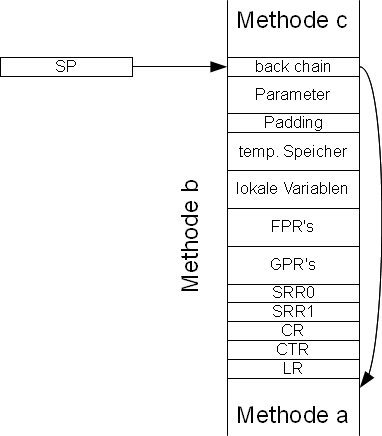 Methode c
SP
back chain
Parameter
Padding
temp. Speicher
lokale Variablen
Methode b
FPR's
GPR's
SRR0
SRR1
CR
CTR
LR
Methode a